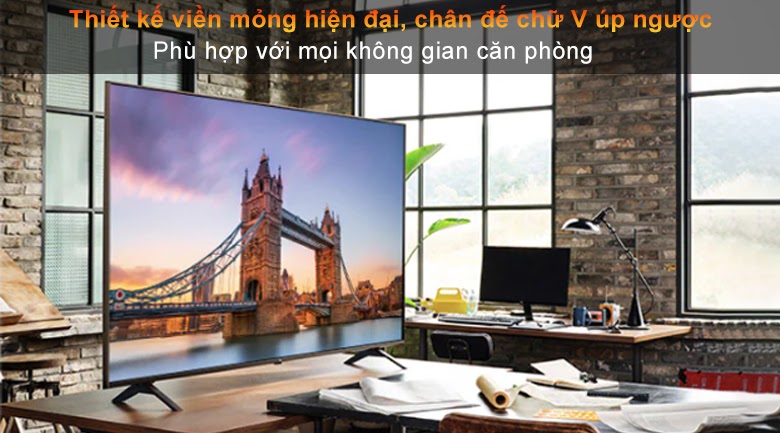 Thiết kế viền mỏng hiện đại, chân đế chữ V úp ngược
Phù hợp với mọi không gian căn phòng